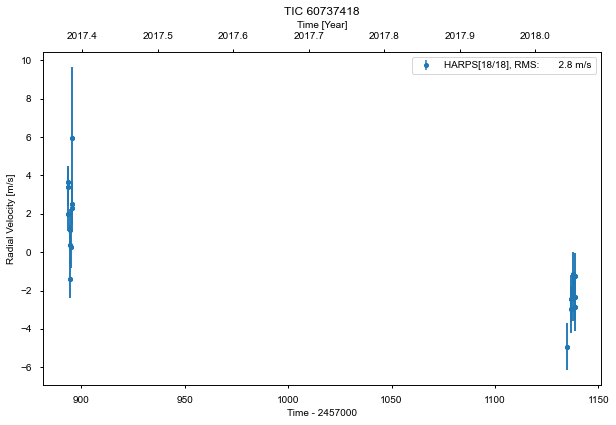 TIC 60737418
Time [Year]
2017.4 2017.5 2017.6 2017.7 2017.8 2017.9 2018.0
HARPS[18/18], RMS: 2.8 m/s
10
8
6
4
2
0
−2
−4
−6
Radial Velocity [m/s]
900 950 1000 1050 1100 1150
Time - 2457000